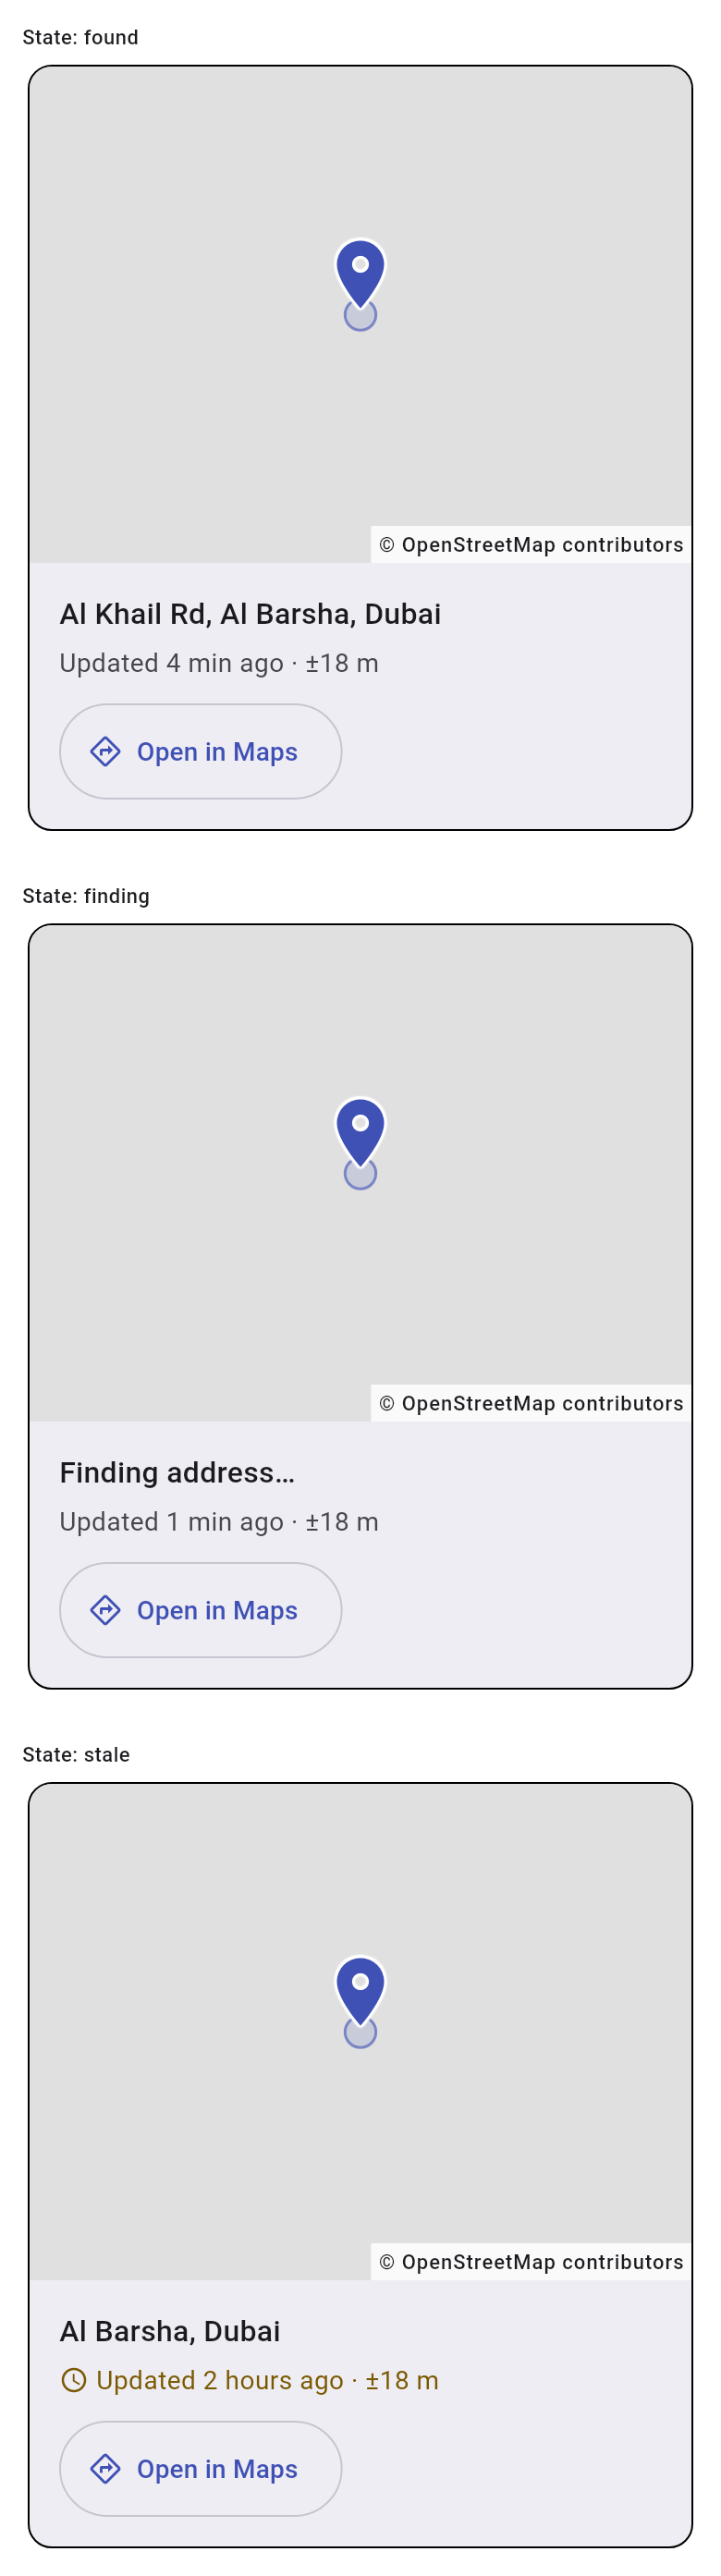 State: found
© OpenStreetMap contributors
Al Khail Rd, Al Barsha, Dubai
Updated 4 min ago · ±18 m
Open in Maps
State: finding
© OpenStreetMap contributors
Finding address…
Updated 1 min ago · ±18 m
Open in Maps
State: stale
© OpenStreetMap contributors
Al Barsha, Dubai
Updated 2 hours ago · ±18 m
Open in Maps